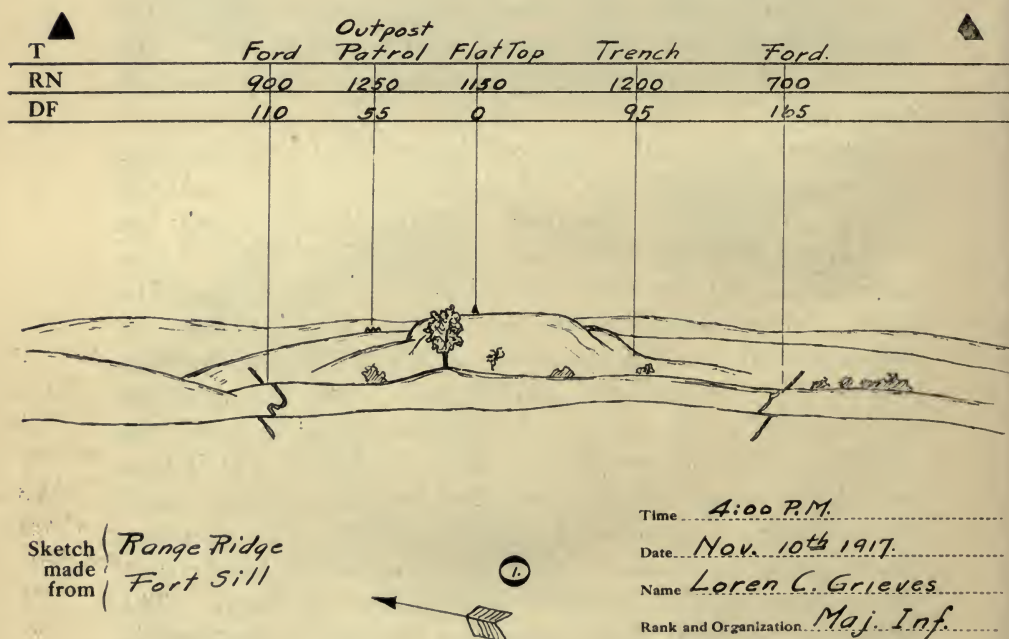 T Ford Outpost Patrol Flat Top Trench Ford.
RN 900 1250 1150 1200 700
DF 110 55 0 95 165
Sketch made from Range Ridge Fort Sill
1.
Time 4:00 P.M.
Date Nov. 10th 1917.
Name Loren C. Grieves
Rank and Organization Maj. Inf.